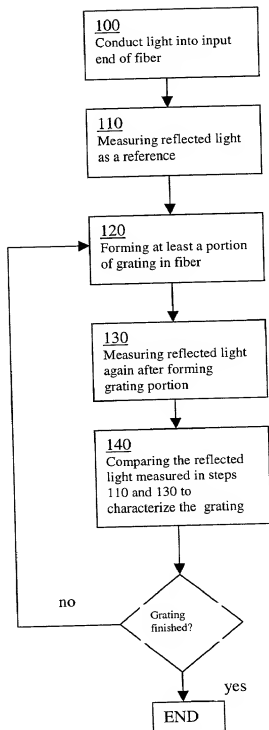 100
Conduct light into input
end of fiber
110
Measuring reflected light
as a reference
120
Forming at least a portion
of grating in fiber
130
Measuring reflected light
again after forming
grating portion
140
Comparing the reflected
light measured in steps
110 and 130 to
characterize the grating
Grating
finished?
no
yes
END